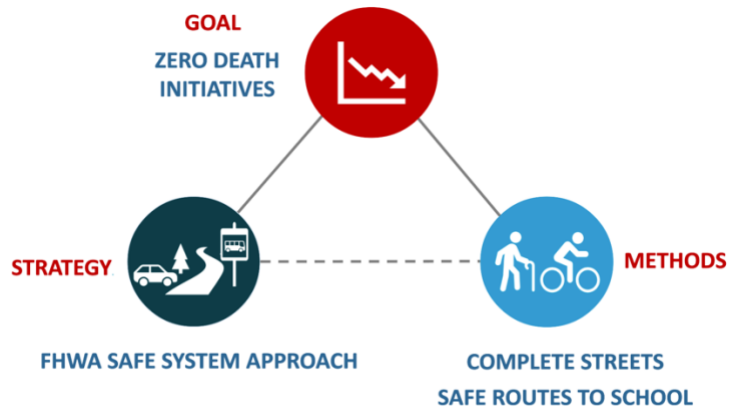 GOAL
ZERO DEATH
INITIATIVES
STRATEGY
METHODS
FHWA SAFE SYSTEM APPROACH
COMPLETE STREETS
SAFE ROUTES TO SCHOOL